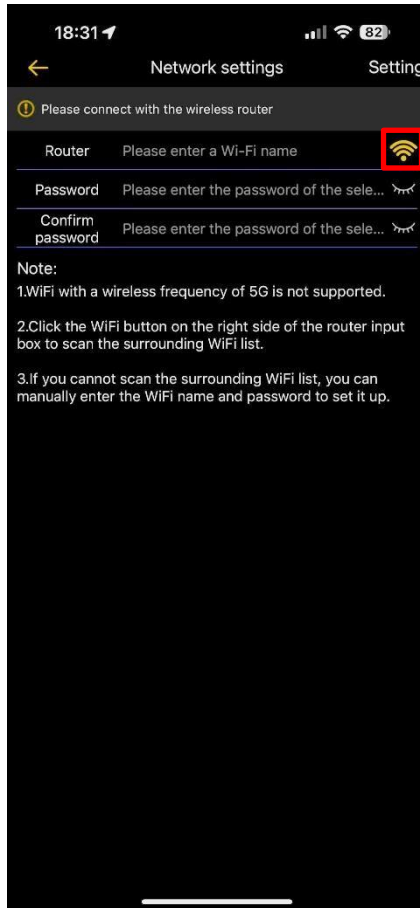 18:31 82
Network settings Setting
Please connect with the wireless router
Router Please enter a Wi-Fi name
Password Please enter the password of the sele...
Confirm
password Please enter the password of the sele...
Note:
1.WiFi with a wireless frequency of 5G is not supported.
2.Click the WiFi button on the right side of the router input
box to scan the surrounding WiFi list.
3.If you cannot scan the surrounding WiFi list, you can
manually enter the WiFi name and password to set it up.